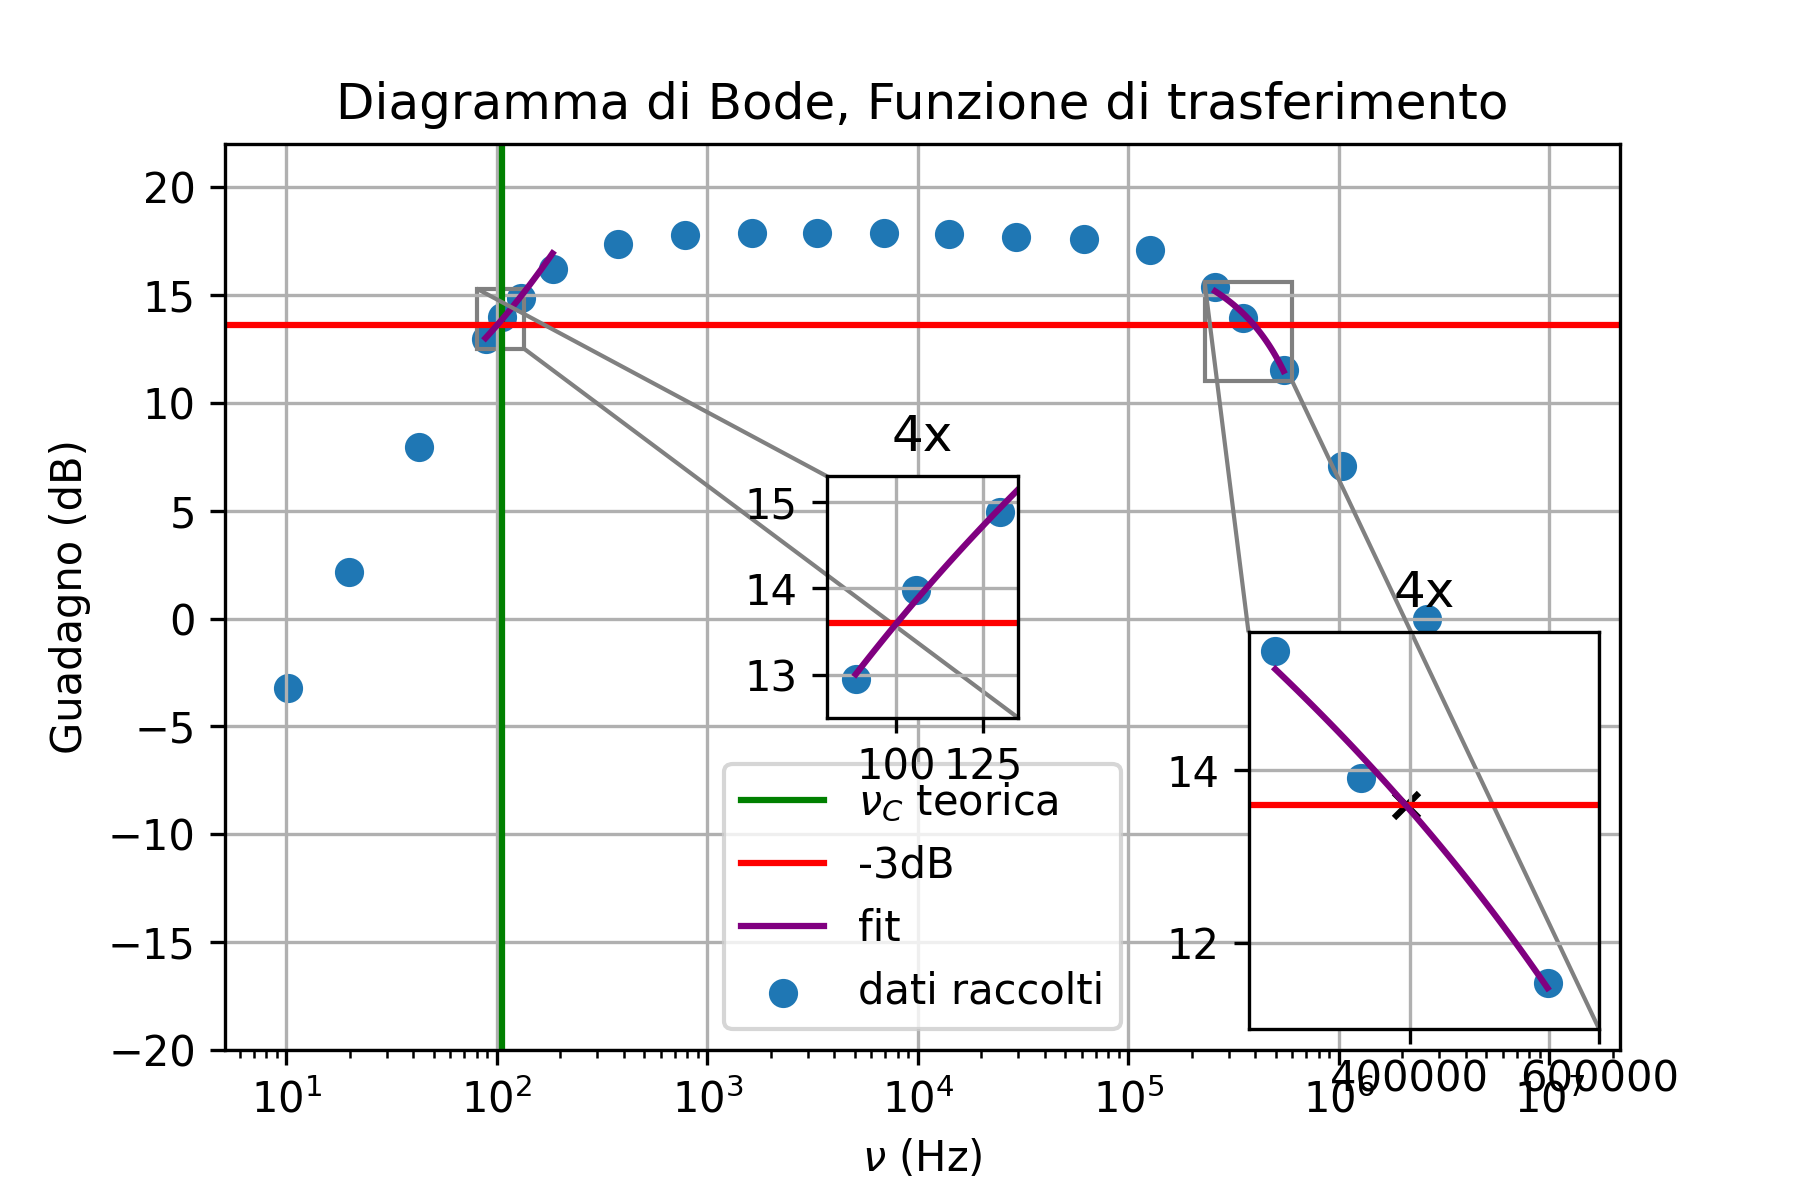 Diagramma di Bode, Funzione di trasferimento
Guadagno (dB)
20
15
10
5
0
−5
−10
−15
−20
4x
15
14
13
100 125
4x
14
12
400000 600000
ν_C teorica
-3dB
fit
dati raccolti
10¹ 10² 10³ 10⁴ 10⁵ 10⁶ 10⁷
ν (Hz)